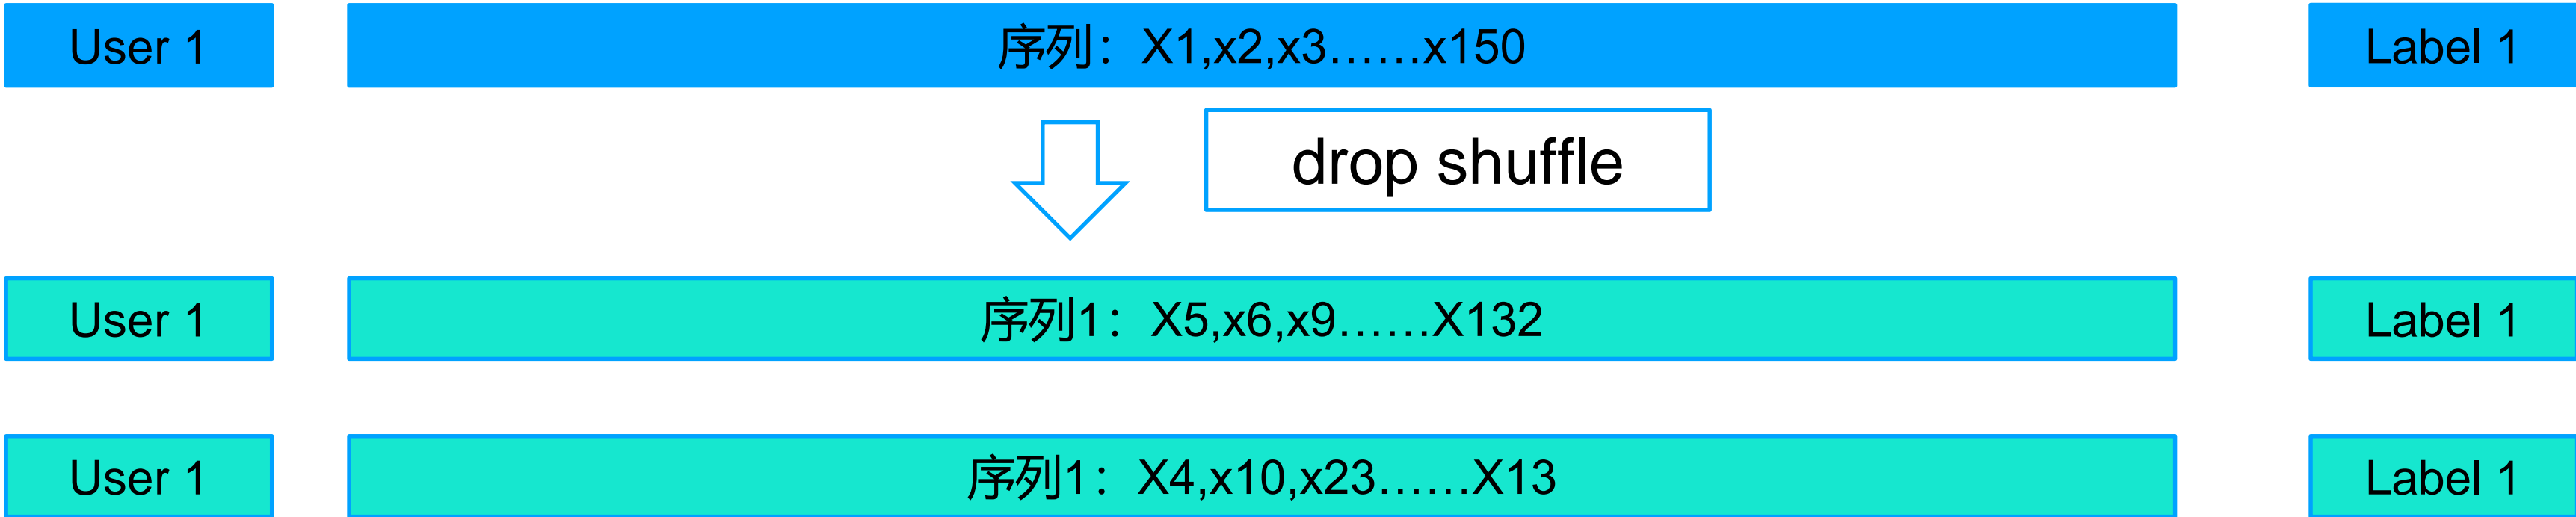 User 1 序列：X1,x2,x3……x150 Label 1
drop shuffle
User 1 序列1：X5,x6,x9……X132 Label 1
User 1 序列1：X4,x10,x23……X13 Label 1